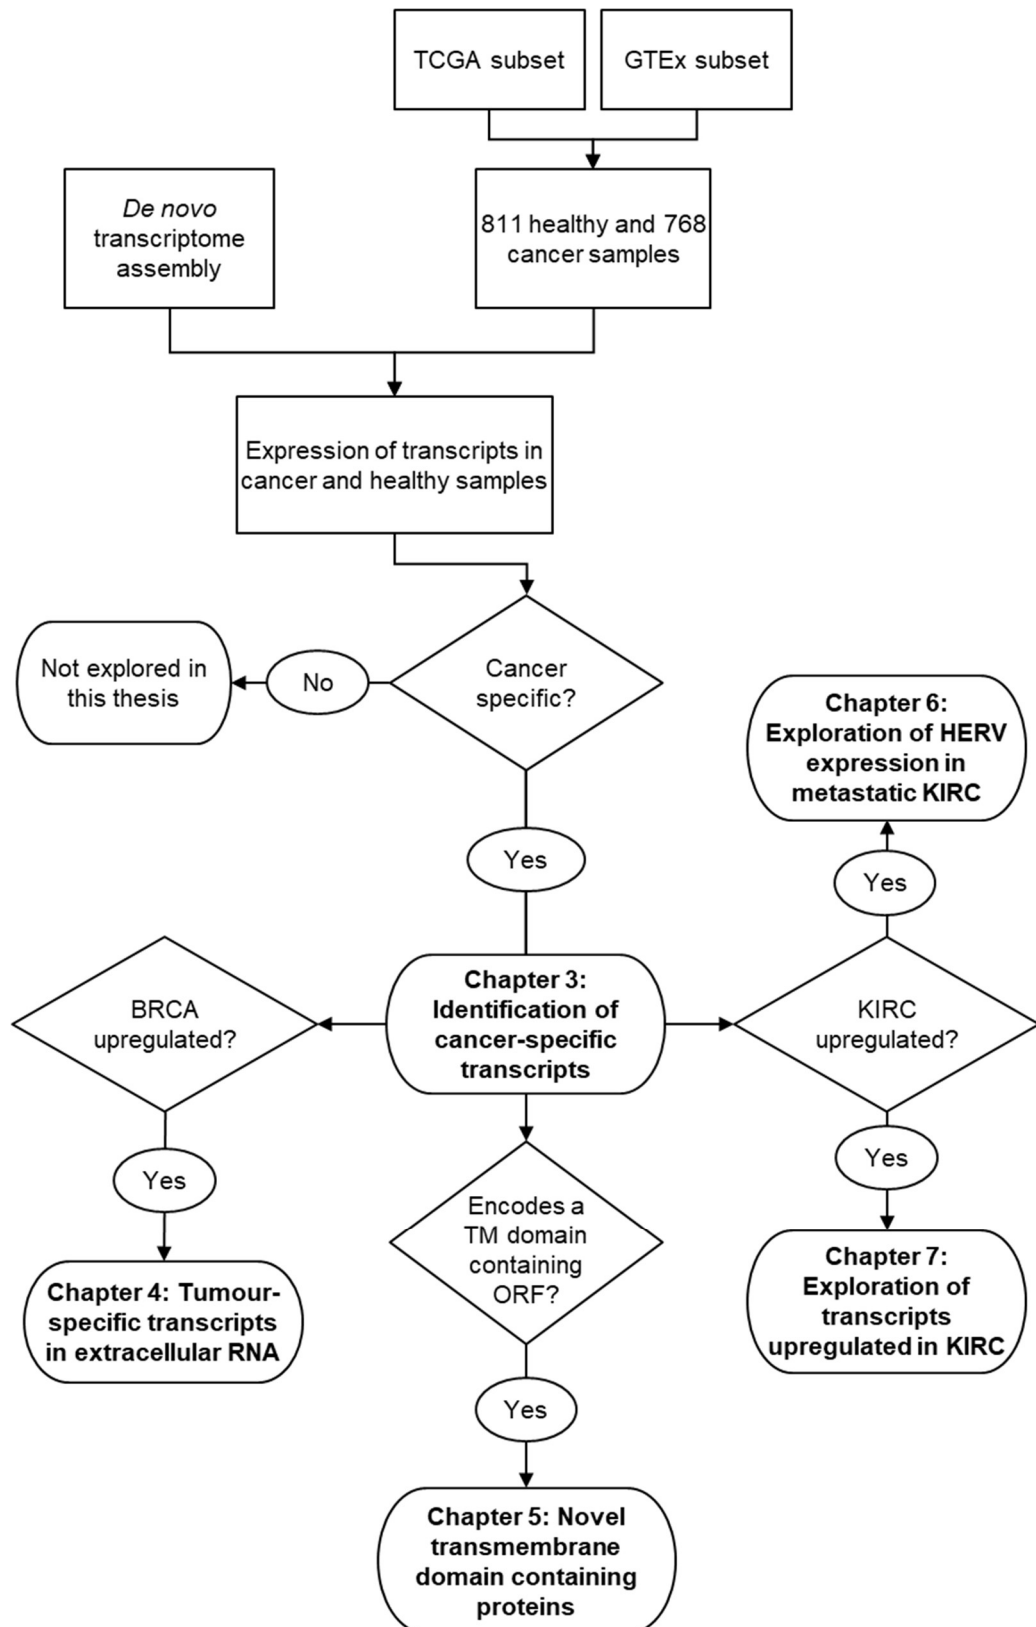 TCGA subset
GTEx subset
De novo
transcriptome
assembly
811 healthy and 768
cancer samples
Expression of transcripts in
cancer and healthy samples
Cancer
specific?
No
Not explored in
this thesis
Yes
Chapter 3:
Identification of
cancer-specific
transcripts
BRCA
upregulated?
Yes
Chapter 4: Tumour-
specific transcripts
in extracellular RNA
Encodes a
TM domain
containing
ORF?
Yes
Chapter 5: Novel
transmembrane
domain containing
proteins
KIRC
upregulated?
Yes
Chapter 6:
Exploration of HERV
expression in
metastatic KIRC
Yes
Chapter 7:
Exploration of
transcripts
upregulated in KIRC